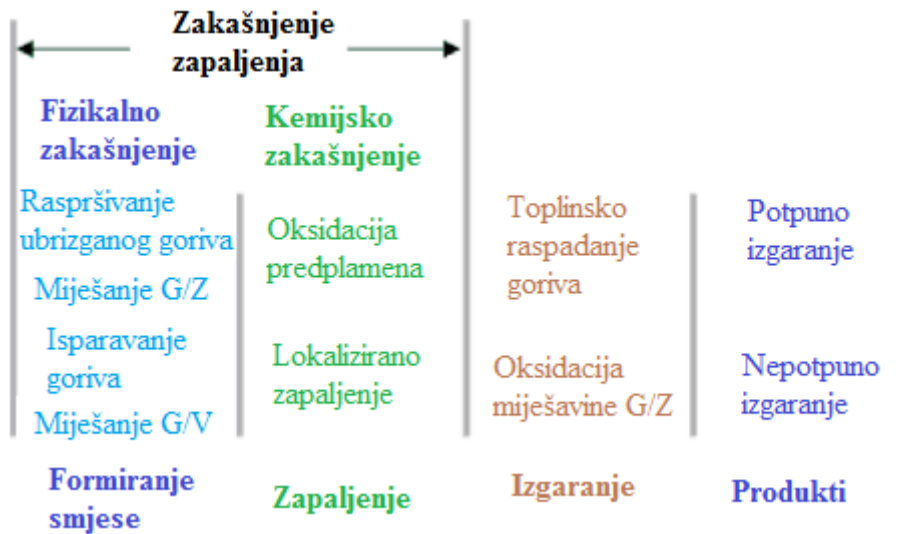 Zakašnjenje
zapaljenja
Fizikalno
zakašnjenje
Kemijsko
zakašnjenje
Raspršivanje
ubrizganog goriva
Miješanje G/Z
Isparavanje
goriva
Miješanje G/V
Oksidacija
predplamena
Lokalizirano
zapaljenje
Toplinsko
raspadanje
goriva
Oksidacija
miješavine G/Z
Potpuno
izgaranje
Nepotpuno
izgaranje
Formiranje
smjese
Zapaljenje
Izgaranje
Produkti